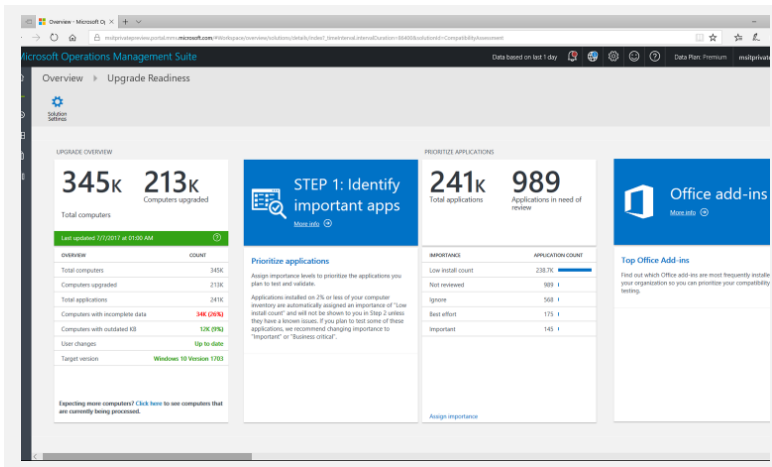 Overview - Microsoft Op
msitprivatepreview.portal.mms.microsoft.com/#Workspace/overview/solutions/details/index?_timeInterval.intervalDuration=86400&solutionId=CompatibilityAssessment
Microsoft Operations Management Suite
Data based on last 1 day
Data Plan: Premium
msitprivate
Overview
Upgrade Readiness
Solution
Settings
UPGRADE OVERVIEW
345K
Total computers
213K
Computers upgraded
Last updated 7/7/2017 at 01:00 AM
OVERVIEW COUNT
Total computers 345K
Computers upgraded 213K
Total applications 241K
Computers with incomplete data 34K (26%)
Computers with outdated KB 12K (9%)
User changes Up to date
Target version Windows 10 Version 1703
Expecting more computers? Click here to see computers that
are currently being processed.
STEP 1: Identify
important apps
More info
Prioritize applications
Assign importance levels to prioritize the applications you
plan to test and validate.
Applications installed on 2% or less of your computer
inventory are automatically assigned an importance of "Low
install count" and will not be shown to you in Step 2 unless
they have a known issues. If you plan to test some of these
applications, we recommend changing importance to
"Important" or "Business critical".
PRIORITIZE APPLICATIONS
241K
Total applications
989
Applications in need of
review
IMPORTANCE APPLICATION COUNT
Low install count 238.7K
Not reviewed 989
Ignore 568
Best effort 175
Important 145
Assign importance
Office add-ins
More info
Top Office Add-ins
Find out which Office add-ins are most frequently installe
your organization so you can prioritize your compatibility
testing.